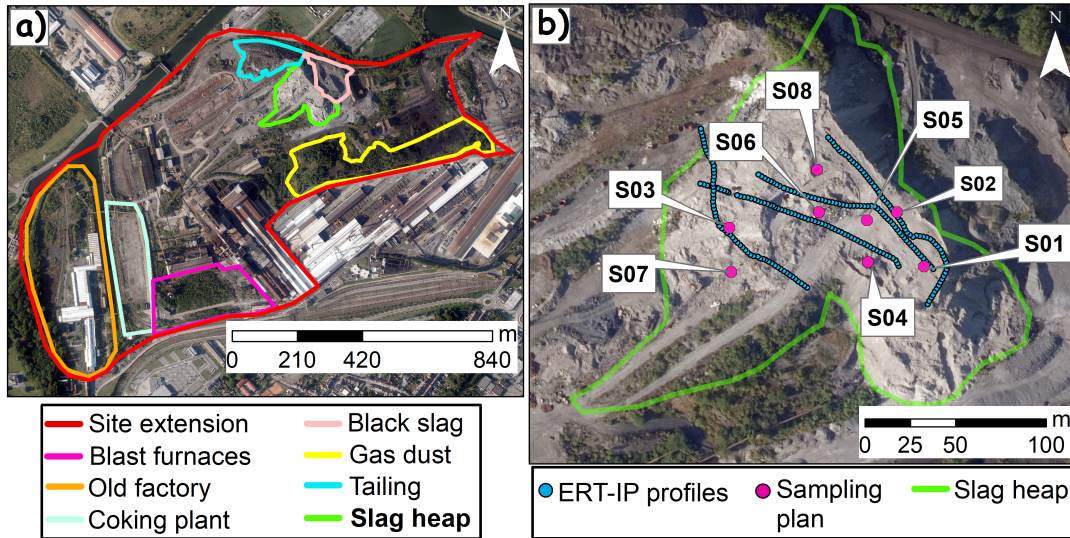 a)
N
m
0 210 420 840
Site extension
Blast furnaces
Old factory
Coking plant
Black slag
Gas dust
Tailing
Slag heap
b)
N
S08
S05
S06
S02
S03
S01
S07
S04
m
0 25 50 100
ERT-IP profiles
Sampling
plan
Slag heap